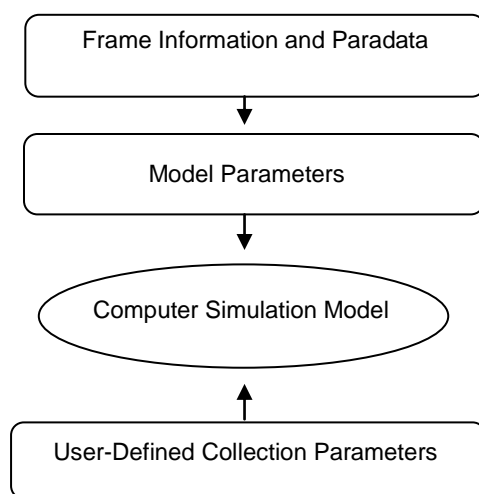 Frame Information and Paradata
Model Parameters
Computer Simulation Model
User-Defined Collection Parameters